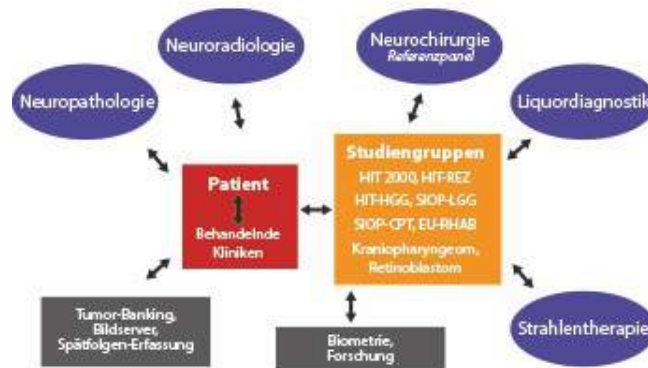 Neuroradiologie
Neurochirurgie
Referenzpanel
Neuropathologie
Liquordiagnostik
Studiengruppen
HIT 2000, HIT-REZ
HIT-HGG, SIOP-LGG
SIOP-CPT, EU-RHAB
Kraniopharyngeom,
Retinoblastom
Patient
Behandelnde
Kliniken
Tumor-Banking,
Bildserver,
Spätfolgen-Erfassung
Biometrie,
Forschung
Strahlentherapie